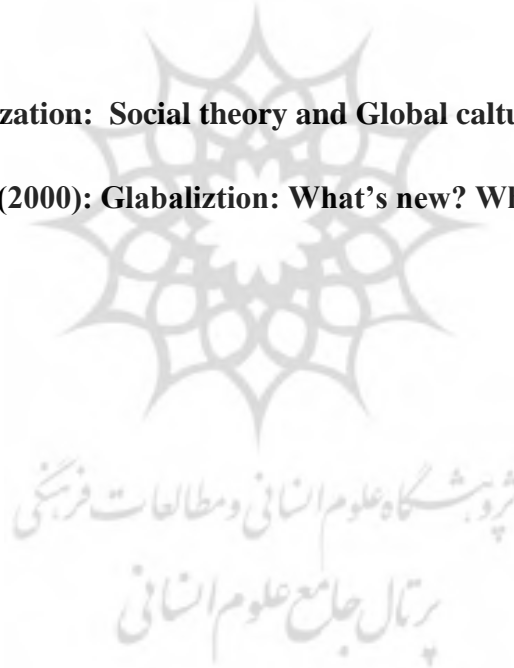 zation: Social theory and Global caltu
(2000): Glabaliztion: What's new? Wh
پژوهشگاه علوم انسانی و مطالعات فرهنگی
پرتال جامع علوم انسانی